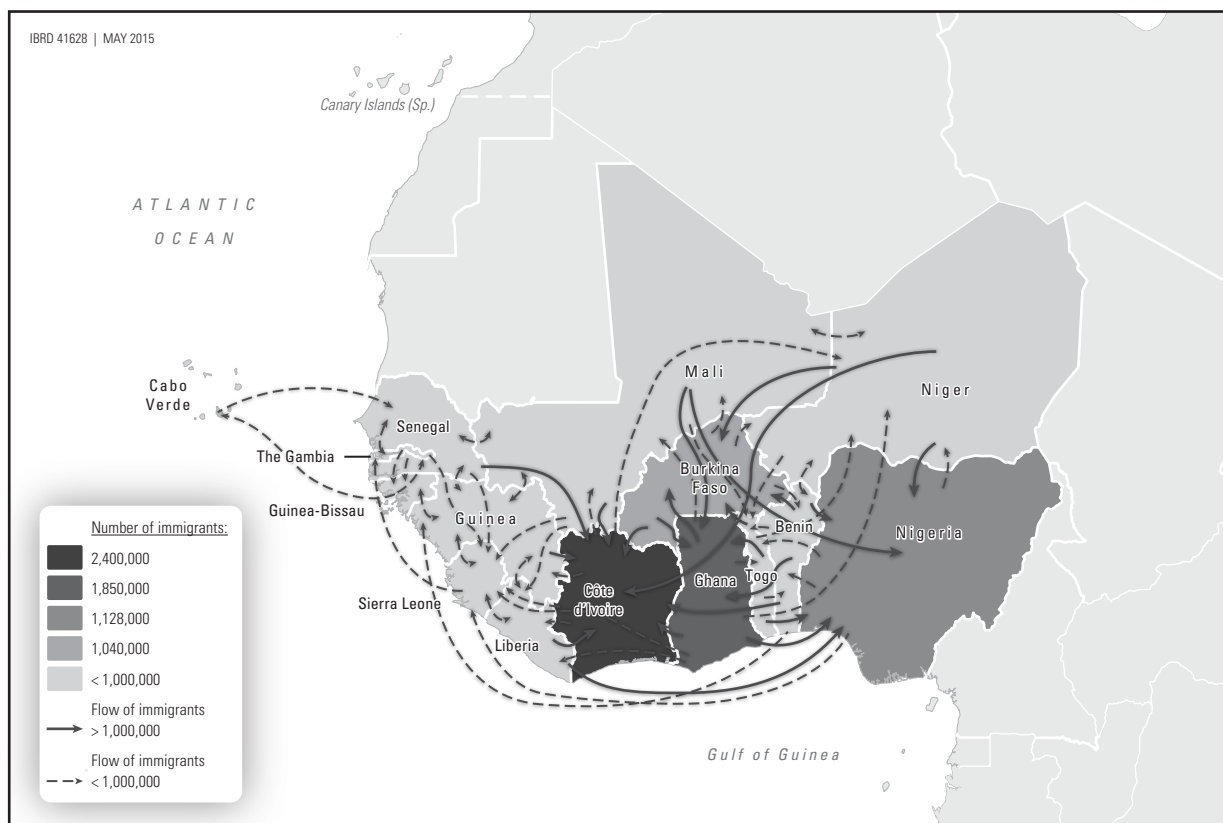 IBRD 41628 | MAY 2015
Canary Islands (Sp.)
ATLANTIC
OCEAN
Cabo
Verde
Mali
Niger
Senegal
The Gambia
Burkina
Faso
Guinea-Bissau
Guinea
Benin
Nigeria
Sierra Leone
Côte
d'Ivoire
Ghana
Togo
Liberia
Gulf of Guinea
Number of immigrants:
2,400,000
1,850,000
1,128,000
1,040,000
< 1,000,000
Flow of immigrants
> 1,000,000
Flow of immigrants
< 1,000,000